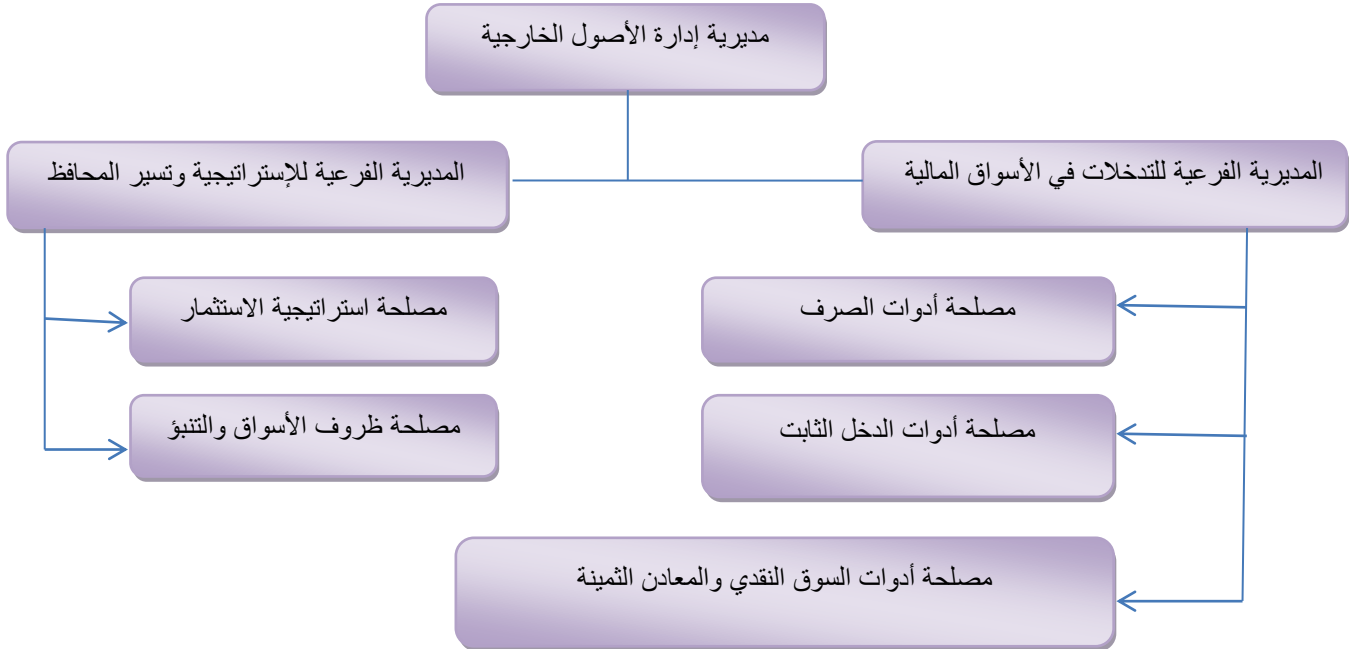 مديرية إدارة الأصول الخارجية
المديرية الفرعية للتدخلات في الأسواق المالية
المديرية الفرعية للإستراتيجية وتسير المحافظ
مصلحة أدوات الصرف
مصلحة استراتيجية الاستثمار
مصلحة أدوات الدخل الثابت
مصلحة ظروف الأسواق والتنبؤ
مصلحة أدوات السوق النقدي والمعادن الثمينة